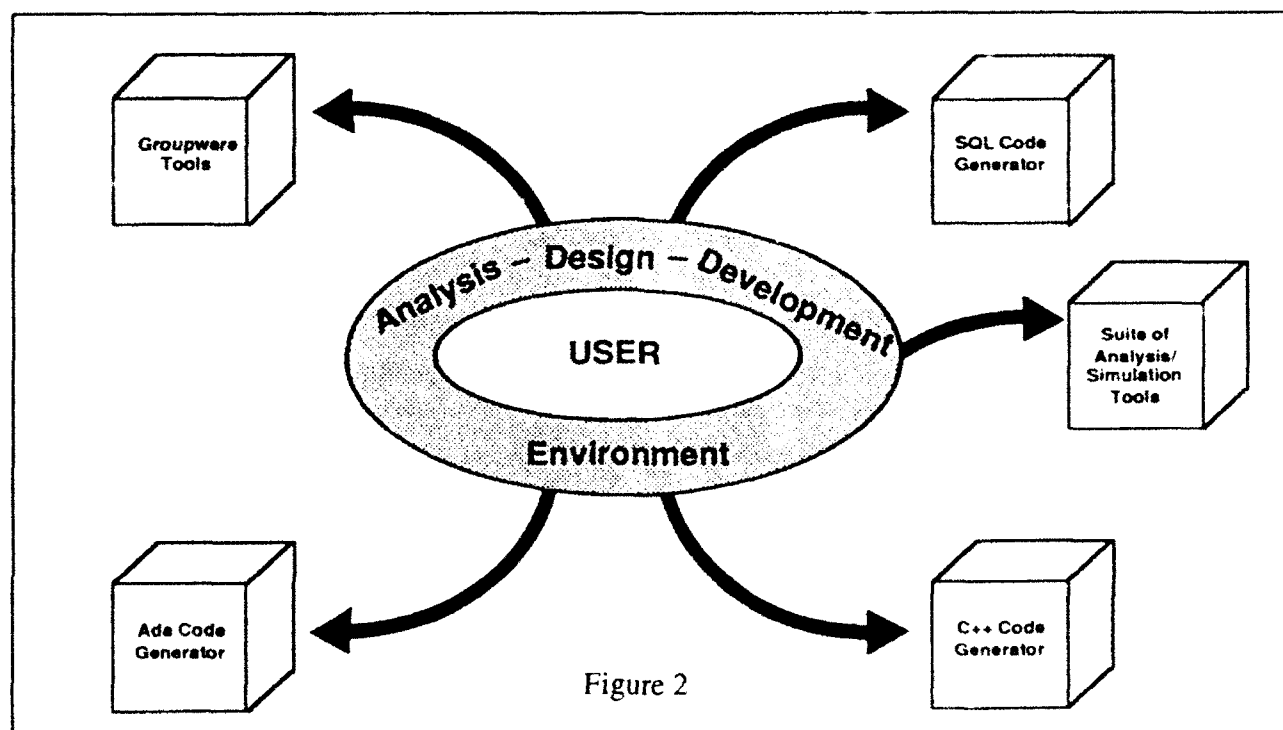 Groupware
Tools
SQL Code
Generator
Analysis – Design – Development
USER
Environment
Suite of
Analysis/
Simulation
Tools
Ada Code
Generator
C++ Code
Generator
Figure 2